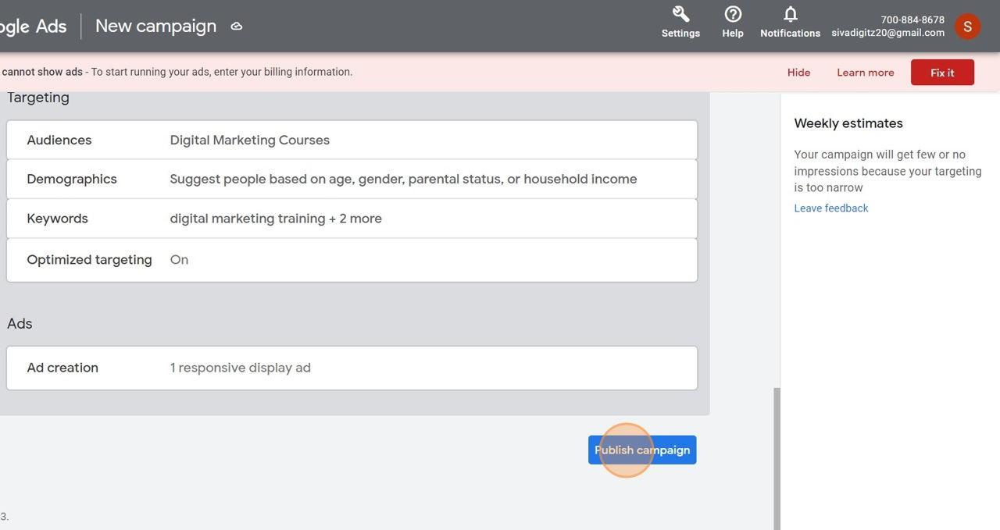 ogle Ads New campaign
Settings Help Notifications
700-884-8678
sivadigitz20@gmail.com
S
cannot show ads - To start running your ads, enter your billing information. Hide Learn more Fix it
Targeting
Audiences Digital Marketing Courses
Demographics Suggest people based on age, gender, parental status, or household income
Keywords digital marketing training + 2 more
Optimized targeting On
Ads
Ad creation 1 responsive display ad
Publish campaign
3.
Weekly estimates
Your campaign will get few or no
impressions because your targeting
is too narrow
Leave feedback